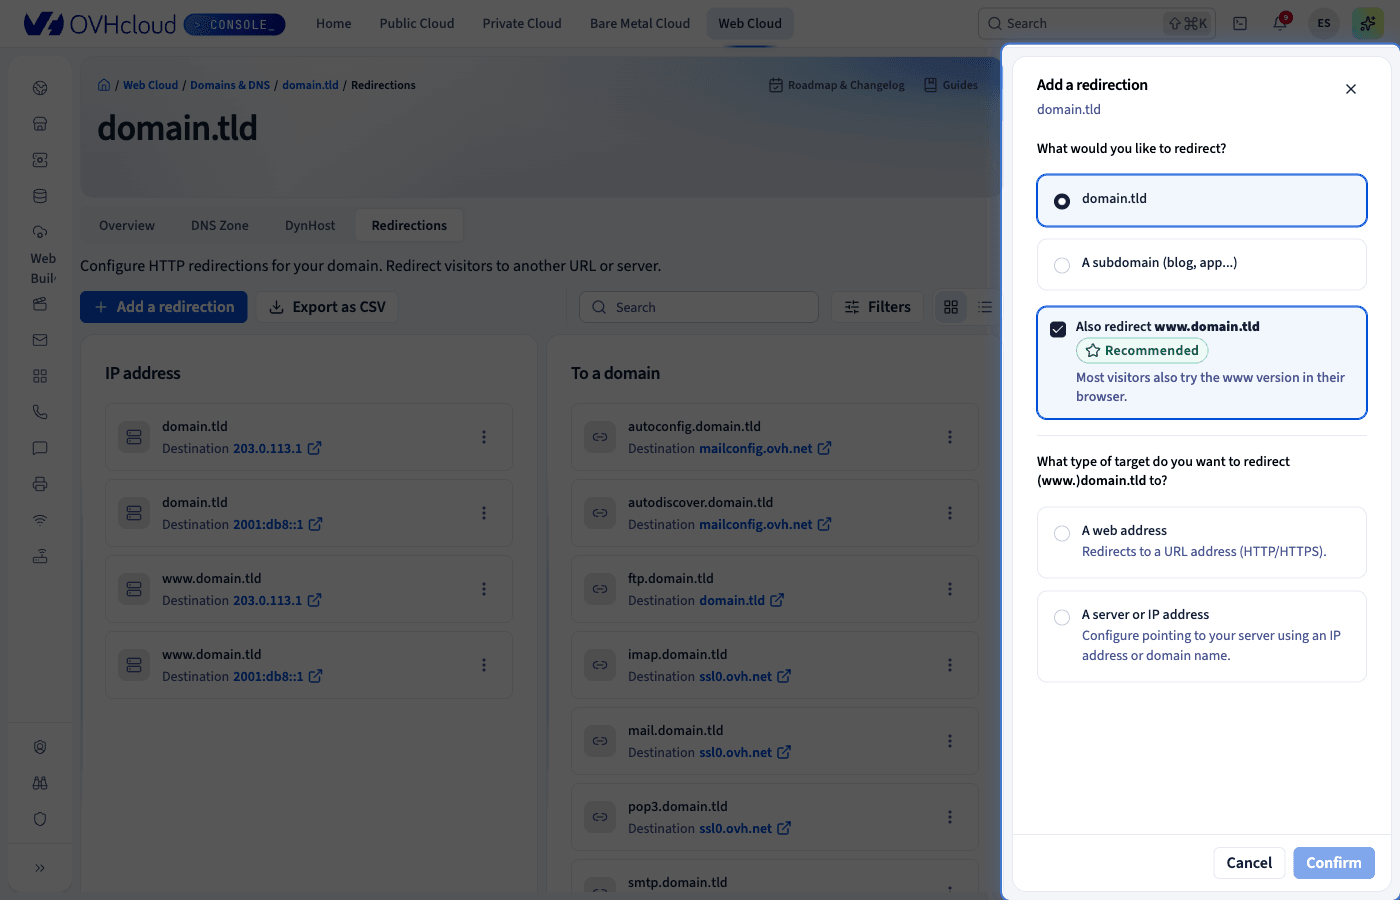 OVHcloud
> CONSOLE_
Home
Public Cloud
Private Cloud
Bare Metal Cloud
Web Cloud
Search
⇧⌘K
9
ES
/ Web Cloud / Domains & DNS / domain.tld / Redirections
Roadmap & Changelog
Guides
domain.tld
Web
Buil
Overview
DNS Zone
DynHost
Redirections
Configure HTTP redirections for your domain. Redirect visitors to another URL or server.
+ Add a redirection
Export as CSV
Search
Filters
IP address
domain.tld
Destination 203.0.113.1
domain.tld
Destination 2001:db8::1
www.domain.tld
Destination 203.0.113.1
www.domain.tld
Destination 2001:db8::1
To a domain
autoconfig.domain.tld
Destination mailconfig.ovh.net
autodiscover.domain.tld
Destination mailconfig.ovh.net
ftp.domain.tld
Destination domain.tld
imap.domain.tld
Destination ssl0.ovh.net
mail.domain.tld
Destination ssl0.ovh.net
pop3.domain.tld
Destination ssl0.ovh.net
smtp.domain.tld
Add a redirection
domain.tld
What would you like to redirect?
domain.tld
A subdomain (blog, app...)
Also redirect www.domain.tld
Recommended
Most visitors also try the www version in their
browser.
What type of target do you want to redirect
(www.)domain.tld to?
A web address
Redirects to a URL address (HTTP/HTTPS).
A server or IP address
Configure pointing to your server using an IP
address or domain name.
Cancel
Confirm